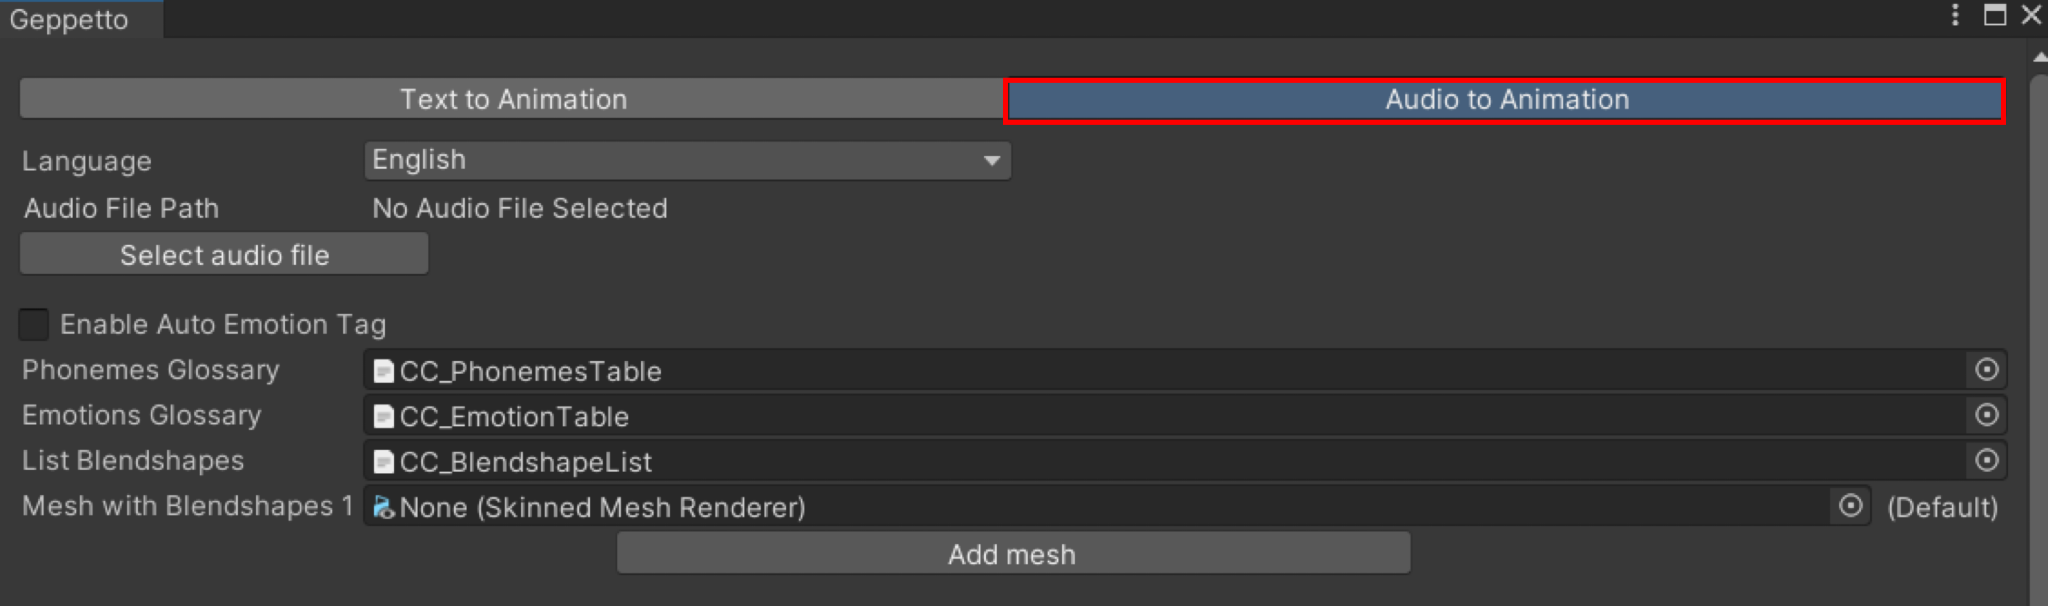 Geppetto
Text to Animation Audio to Animation
Language English
Audio File Path No Audio File Selected
Select audio file
Enable Auto Emotion Tag
Phonemes Glossary CC_PhonemesTable
Emotions Glossary CC_EmotionTable
List Blendshapes CC_BlendshapeList
Mesh with Blendshapes 1 None (Skinned Mesh Renderer) (Default)
Add mesh